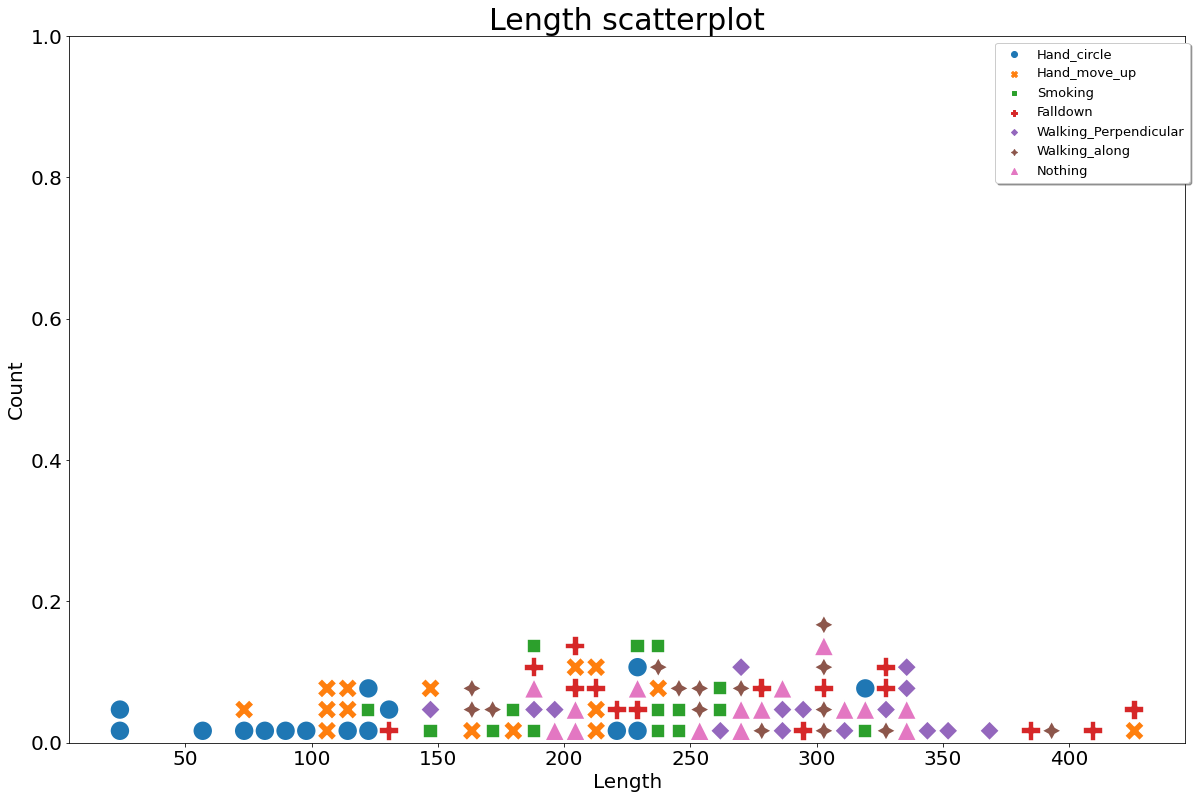 Length scatterplot
1.0
0.8
0.6
0.4
0.2
0.0
Count
Hand_circle
Hand_move_up
Smoking
Falldown
Walking_Perpendicular
Walking_along
Nothing
50 100 150 200 250 300 350 400
Length